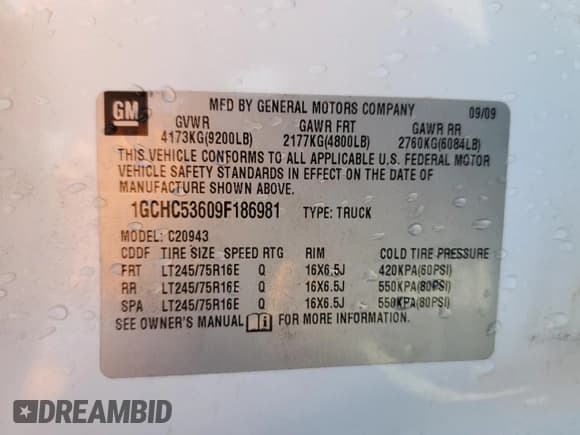 GM
MFD BY GENERAL MOTORS COMPANY 09/09
GVWR GAWR FRT GAWR RR
4173KG(9200LB) 2177KG(4800LB) 2760KG(6084LB)
THIS VEHICLE CONFORMS TO ALL APPLICABLE U.S. FEDERAL MOTOR
VEHICLE SAFETY STANDARDS IN EFFECT ON THE DATE OF
MANUFACTURE SHOWN ABOVE.
1GCHC53609F186981 TYPE: TRUCK
MODEL: C20943
CDDF TIRE SIZE SPEED RTG RIM COLD TIRE PRESSURE
FRT LT245/75R16E Q 16X6.5J 420KPA(60PSI)
RR LT245/75R16E Q 16X6.5J 550KPA(80PSI)
SPA LT245/75R16E Q 16X6.5J 550KPA(80PSI)
SEE OWNER'S MANUAL FOR MORE INFORMATION.
DREAMBID